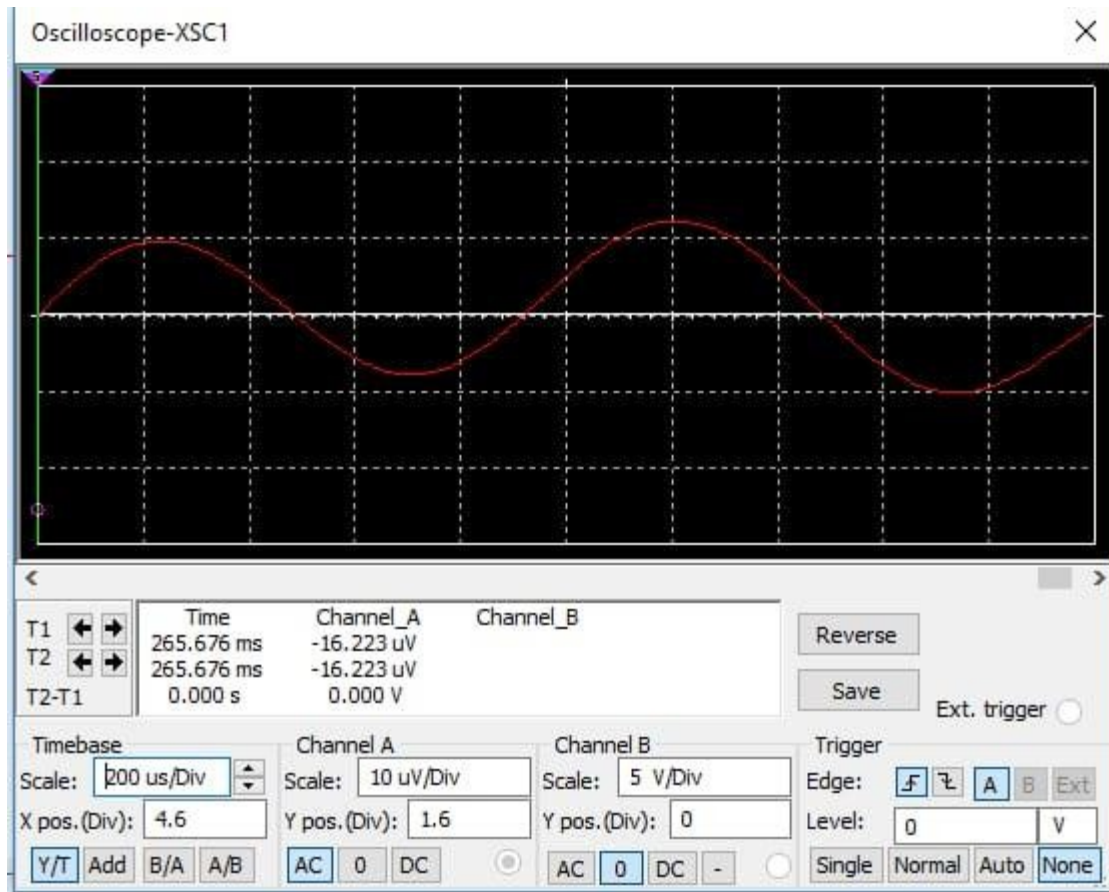 Oscilloscope-XSC1
T1
T2
T2-T1
Time Channel_A Channel_B
265.676 ms -16.223 uV
265.676 ms -16.223 uV
0.000 s 0.000 V
Reverse
Save
Ext. trigger
Timebase
Scale: 200 us/Div
X pos.(Div): 4.6
Y/T Add B/A A/B
Channel A
Scale: 10 uV/Div
Y pos.(Div): 1.6
AC 0 DC
Channel B
Scale: 5 V/Div
Y pos.(Div): 0
AC 0 DC -
Trigger
Edge: A B Ext
Level: 0 V
Single Normal Auto None